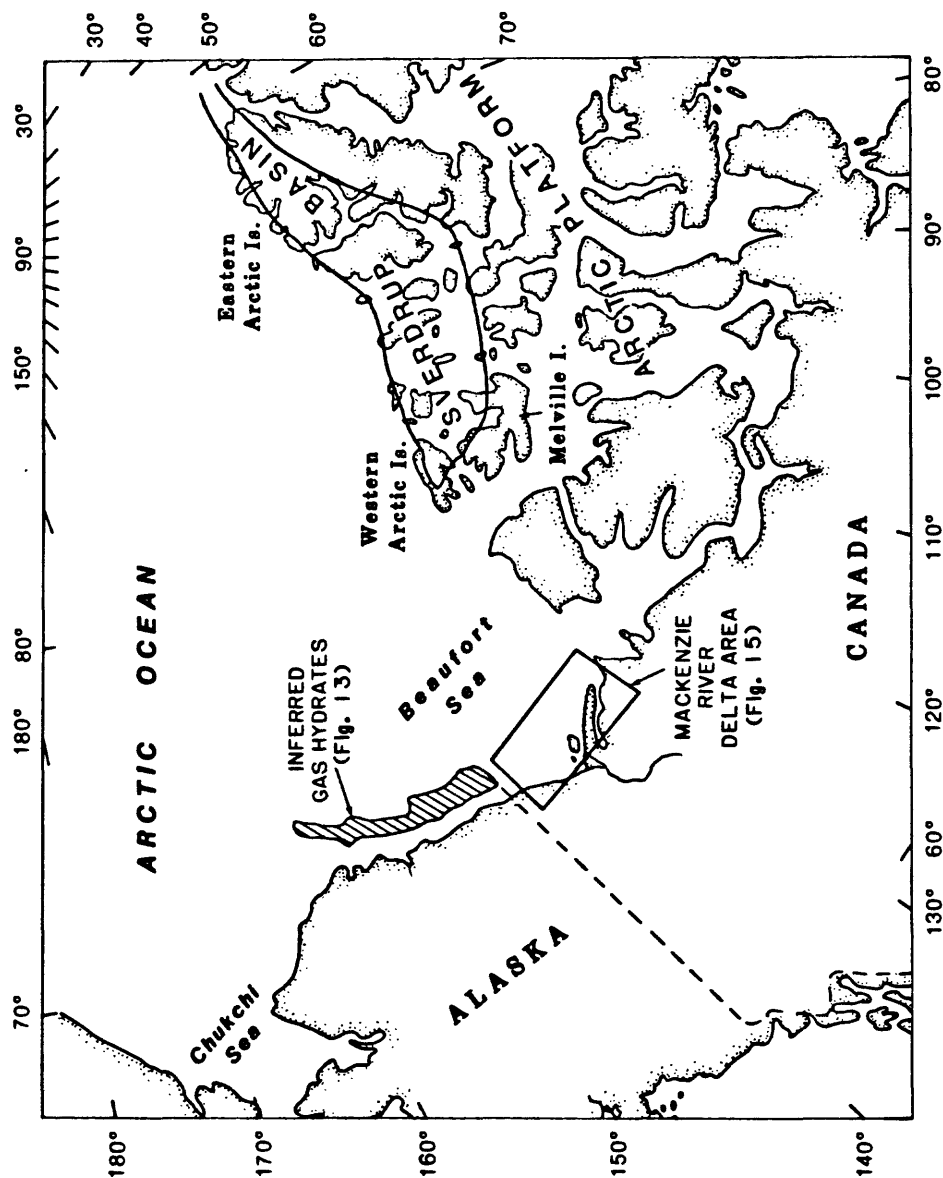 70°
180°
80°
150°
90°
30°
30°
40°
50°
60°
70°
180°
170°
160°
150°
140°
130°
60°
120°
110°
100°
90°
80°
ARCTIC OCEAN
Chukchi
Sea
ALASKA
INFERRED
GAS HYDRATES
(Fig. 13)
Beaufort
Sea
MACKENZIE
RIVER
DELTA AREA
(Fig. 15)
CANADA
Western
Arctic Is.
Eastern
Arctic Is.
SVERDRUP
BASIN
Melville I.
ARCTIC
PLATFORM